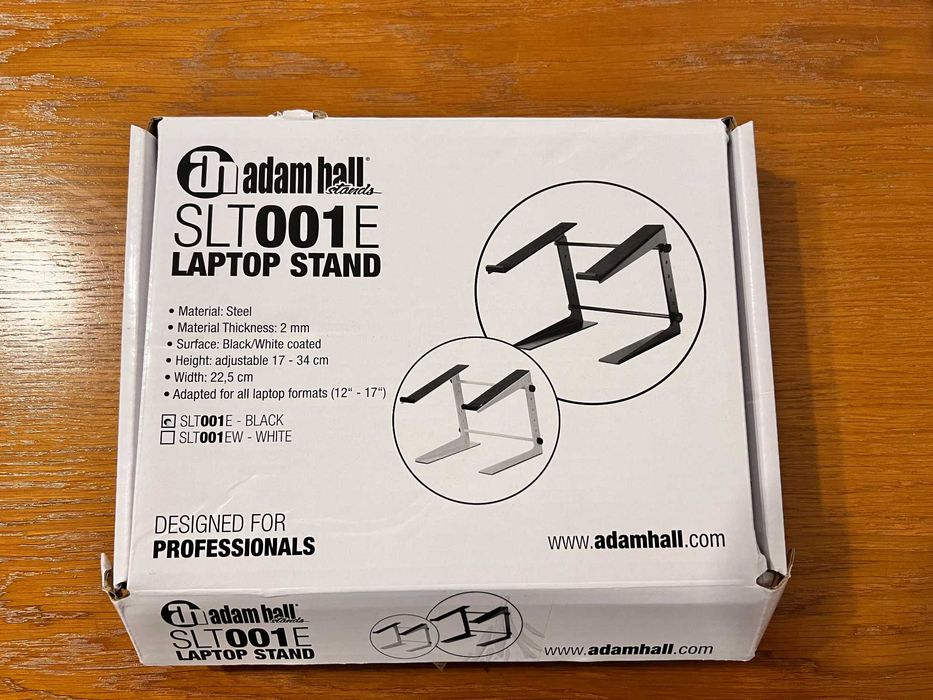 ah adam hall®
stands
SLT001E
LAPTOP STAND
• Material: Steel
• Material Thickness: 2 mm
• Surface: Black/White coated
• Height: adjustable 17 - 34 cm
• Width: 22,5 cm
• Adapted for all laptop formats (12“ - 17“)
SLT001E - BLACK
SLT001EW - WHITE
DESIGNED FOR
PROFESSIONALS
www.adamhall.com
ah adam hall®
stands
SLT001E
LAPTOP STAND
www.adamhall.com